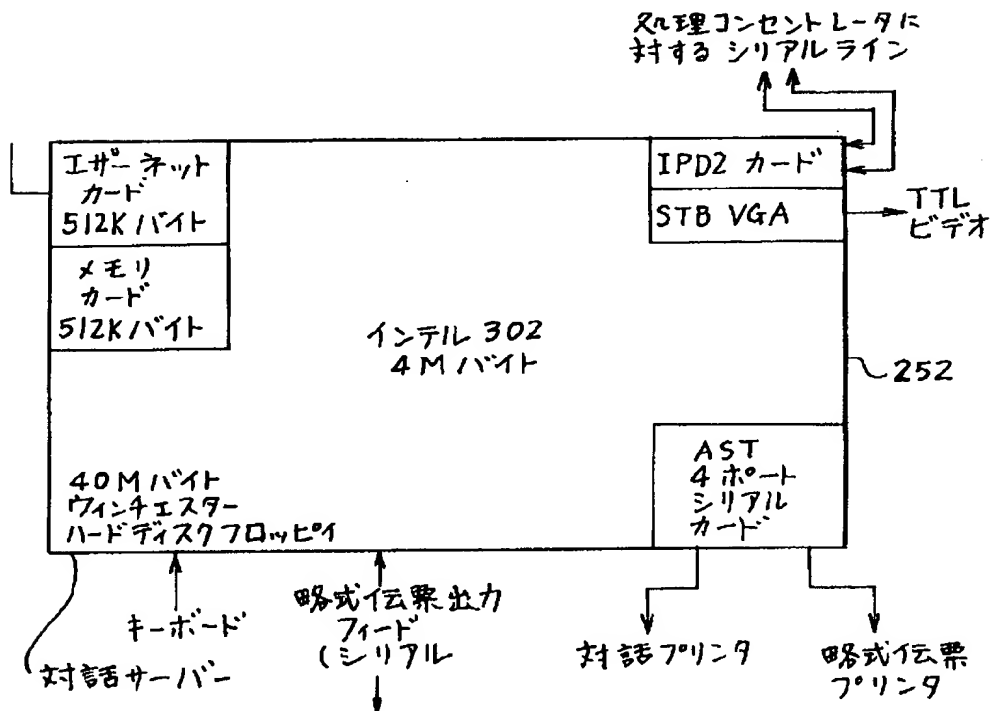 処理コンセントレータに
対する シリアルライン
エザーネット
カード
512Kバイト
メモリ
カード
512Kバイト
IPD2 カード
STB VGA
TTL
ビデオ
インテル 302
4Mバイト
252
40Mバイト
ウィンチェスター
ハードディスクフロッピィ
AST
4ポート
シリアル
カード
キーボード
対話サーバー
略式伝票出力
フィード
(シリアル
対話プリンタ
略式伝票
プリンタ